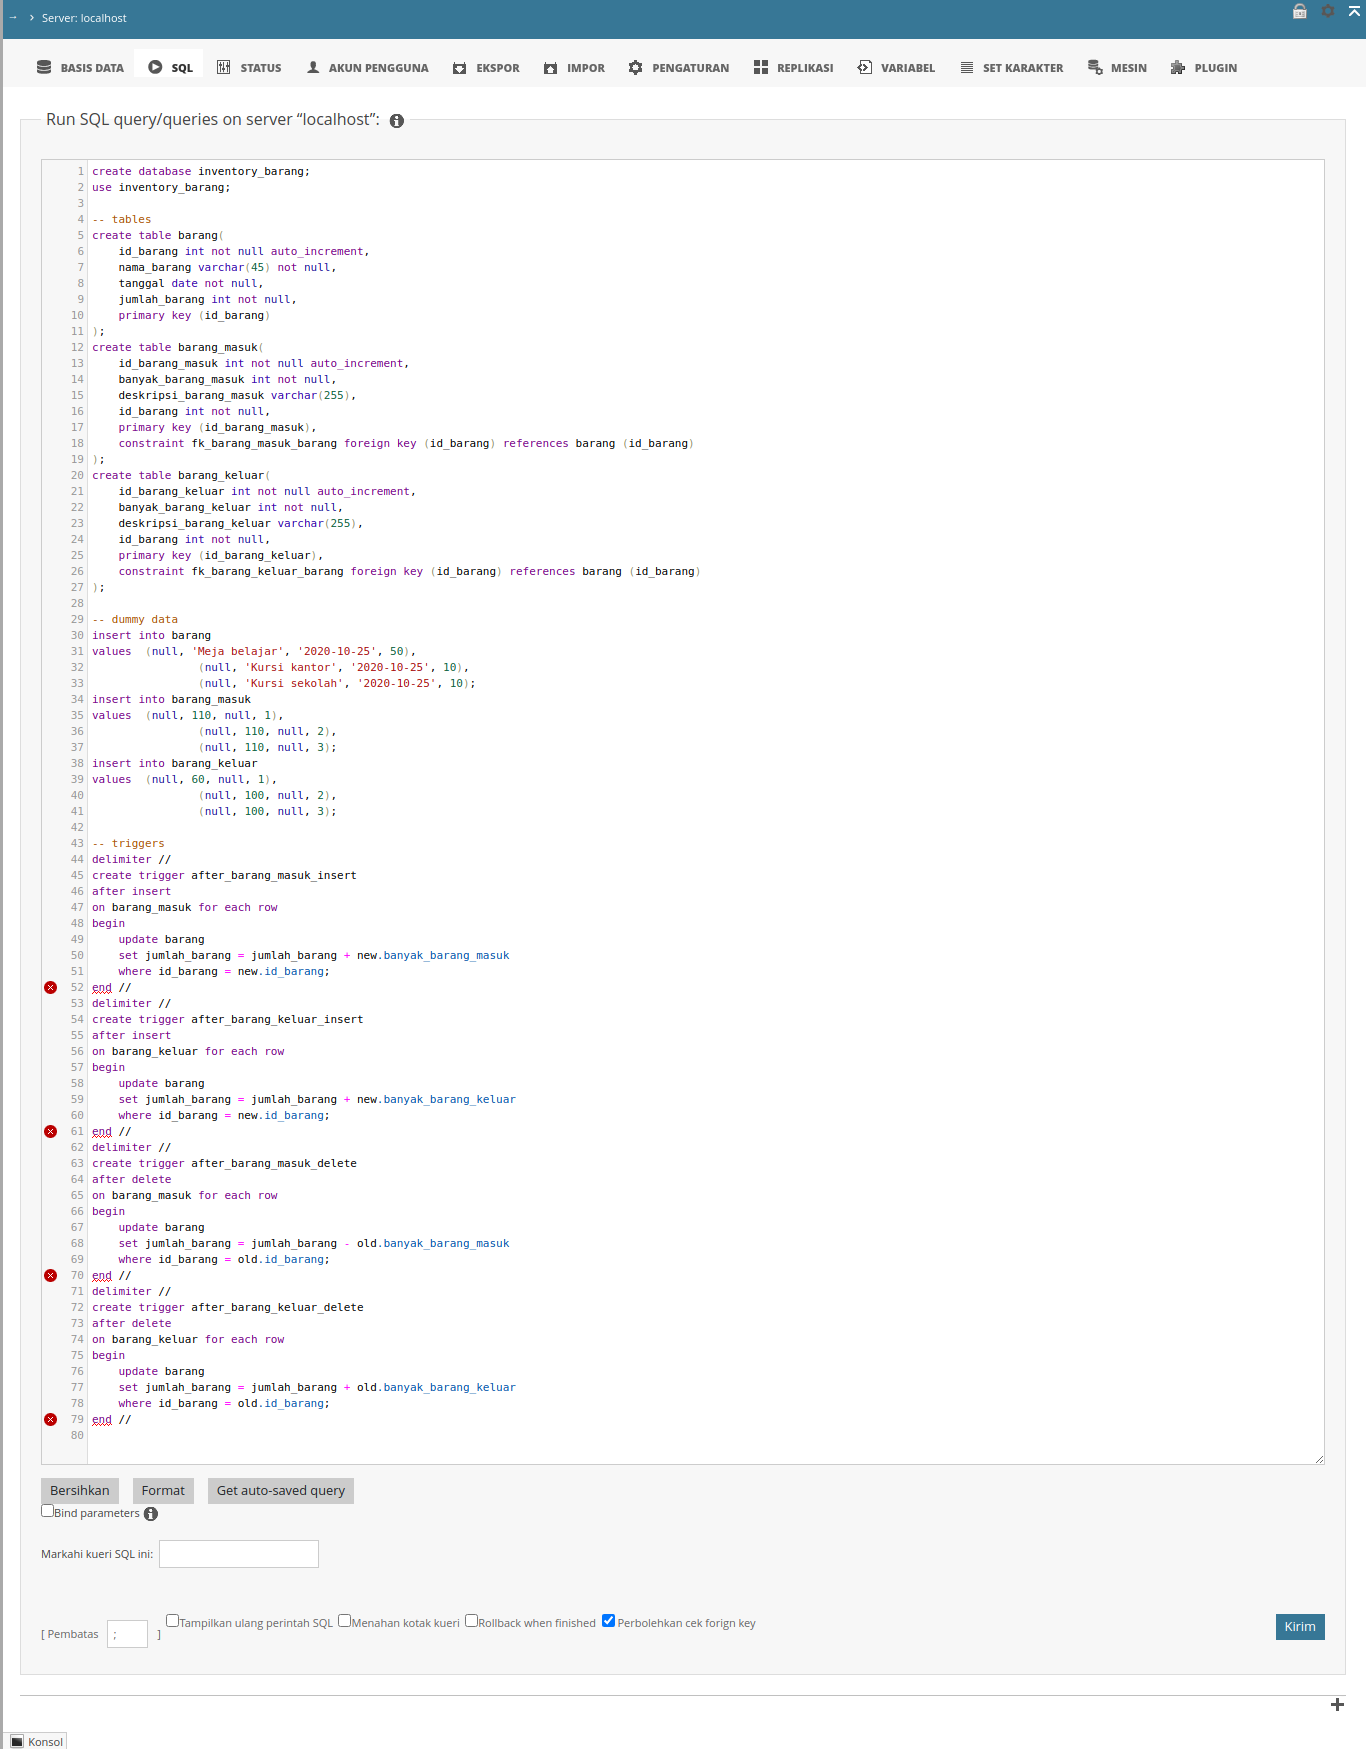 → › Server: localhost
BASIS DATA SQL STATUS AKUN PENGGUNA EKSPOR IMPOR PENGATURAN REPLIKASI VARIABEL SET KARAKTER MESIN PLUGIN
Run SQL query/queries on server “localhost”:
1 create database inventory_barang;
2 use inventory_barang;
3
4 -- tables
5 create table barang(
6     id_barang int not null auto_increment,
7     nama_barang varchar(45) not null,
8     tanggal date not null,
9     jumlah_barang int not null,
10     primary key (id_barang)
11 );
12 create table barang_masuk(
13     id_barang_masuk int not null auto_increment,
14     banyak_barang_masuk int not null,
15     deskripsi_barang_masuk varchar(255),
16     id_barang int not null,
17     primary key (id_barang_masuk),
18     constraint fk_barang_masuk_barang foreign key (id_barang) references barang (id_barang)
19 );
20 create table barang_keluar(
21     id_barang_keluar int not null auto_increment,
22     banyak_barang_keluar int not null,
23     deskripsi_barang_keluar varchar(255),
24     id_barang int not null,
25     primary key (id_barang_keluar),
26     constraint fk_barang_keluar_barang foreign key (id_barang) references barang (id_barang)
27 );
28
29 -- dummy data
30 insert into barang
31 values  (null, 'Meja belajar', '2020-10-25', 50),
32                 (null, 'Kursi kantor', '2020-10-25', 10),
33                 (null, 'Kursi sekolah', '2020-10-25', 10);
34 insert into barang_masuk
35 values  (null, 110, null, 1),
36                 (null, 110, null, 2),
37                 (null, 110, null, 3);
38 insert into barang_keluar
39 values  (null, 60, null, 1),
40                 (null, 100, null, 2),
41                 (null, 100, null, 3);
42
43 -- triggers
44 delimiter //
45 create trigger after_barang_masuk_insert
46 after insert
47 on barang_masuk for each row
48 begin
49     update barang
50     set jumlah_barang = jumlah_barang + new.banyak_barang_masuk
51     where id_barang = new.id_barang;
52 end //
53 delimiter //
54 create trigger after_barang_keluar_insert
55 after insert
56 on barang_keluar for each row
57 begin
58     update barang
59     set jumlah_barang = jumlah_barang + new.banyak_barang_keluar
60     where id_barang = new.id_barang;
61 end //
62 delimiter //
63 create trigger after_barang_masuk_delete
64 after delete
65 on barang_masuk for each row
66 begin
67     update barang
68     set jumlah_barang = jumlah_barang - old.banyak_barang_masuk
69     where id_barang = old.id_barang;
70 end //
71 delimiter //
72 create trigger after_barang_keluar_delete
73 after delete
74 on barang_keluar for each row
75 begin
76     update barang
77     set jumlah_barang = jumlah_barang + old.banyak_barang_keluar
78     where id_barang = old.id_barang;
79 end //
80
Bersihkan Format Get auto-saved query
Bind parameters
Markahi kueri SQL ini:
[ Pembatas ; ] Tampilkan ulang perintah SQL Menahan kotak kueri Rollback when finished Perbolehkan cek forign key Kirim
Konsol